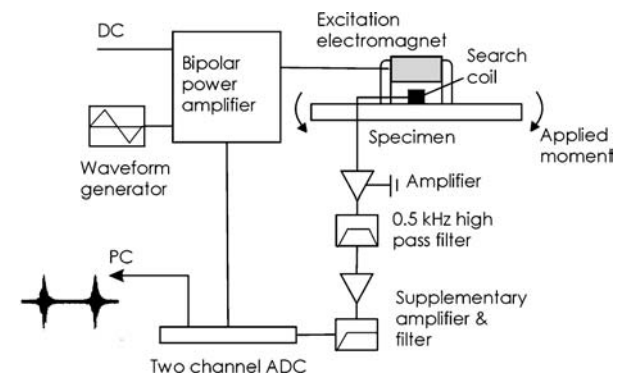 DC
Bipolar
power
amplifier
Excitation
electromagnet
Search
coil
Waveform
generator
Specimen
Applied
moment
Amplifier
0.5 kHz high
pass filter
PC
Supplementary
amplifier &
filter
Two channel ADC